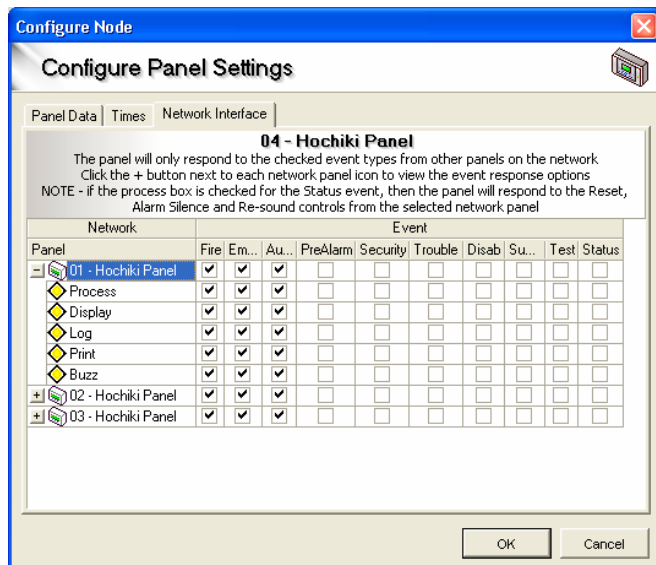 Configure Node
Configure Panel Settings
Panel Data Times Network Interface
04 - Hochiki Panel
The panel will only respond to the checked event types from other panels on the network
Click the + button next to each network panel icon to view the event response options
NOTE - if the process box is checked for the Status event, then the panel will respond to the Reset,
Alarm Silence and Re-sound controls from the selected network panel
Network Event
Panel Fire Em... Au... PreAlarm Security Trouble Disab Su... Test Status
01 - Hochiki Panel
Process
Display
Log
Print
Buzz
02 - Hochiki Panel
03 - Hochiki Panel
OK Cancel